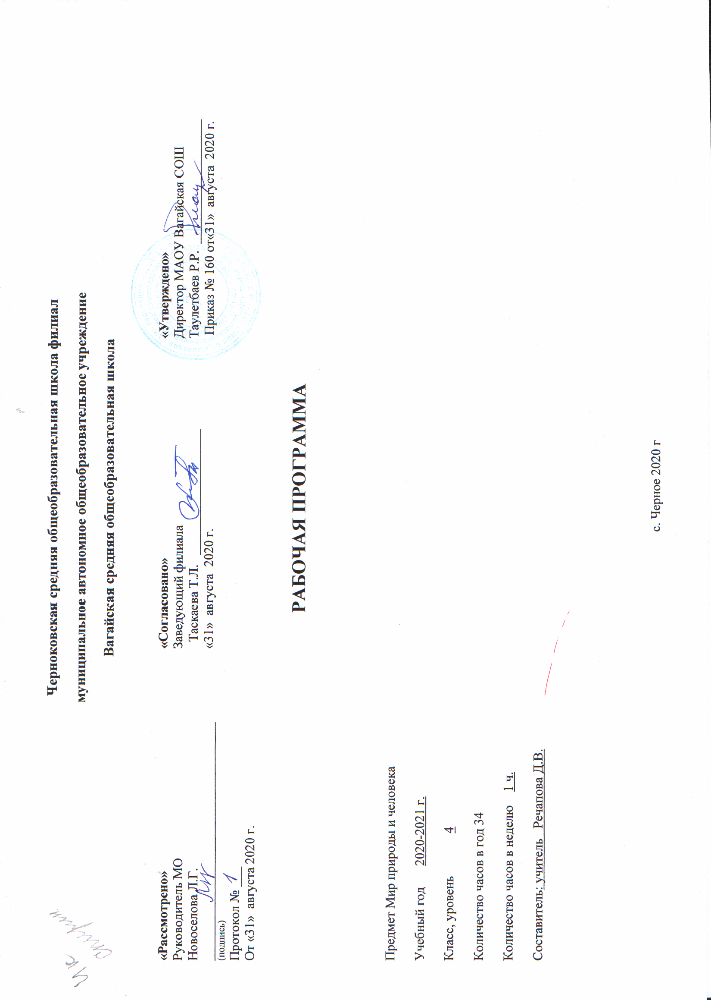 Черноковская средняя общеобразовательная школа филиал
муниципальное автономное общеобразовательное учреждение
Вагайская средняя общеобразовательная школа
«Рассмотрено»
Руководитель МО
Новоселова Л.Г.
(подпись)
Протокол № 1
От «31» августа 2020 г.
«Согласовано»
Заведующий филиала
Таскаева Т.Л.
«31» августа 2020 г.
«Утверждено»
Директор МАОУ Вагайская СОШ
Таулетбаев Р.Р.
Приказ № 160 от«31» августа 2020 г.
РАБОЧАЯ ПРОГРАММА
Предмет Мир природы и человека
Учебный год 2020-2021 г.
Класс, уровень 4
Количество часов в год 34
Количество часов в неделю 1 ч.
Составитель: учитель Речапова Д.В.
с. Черное 2020 г